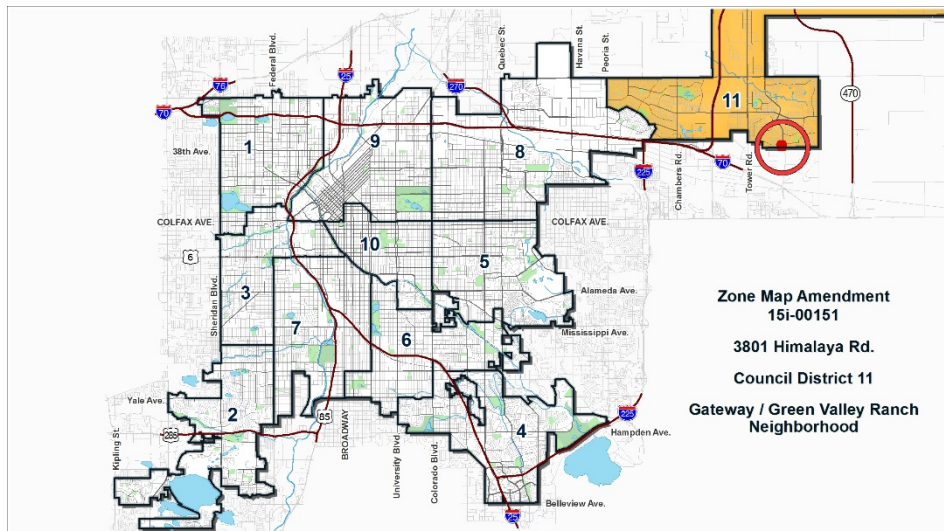 Federal Blvd.
Quebec St.
Havana St.
Peoria St.
76
25
270
70
11
470
1
9
8
38th Ave.
225
Chambers Rd.
70
Tower Rd.
COLFAX AVE.
COLFAX AVE.
10
6
5
3
Sheridan Blvd.
Alameda Ave.
Mississippi Ave.
7
6
Yale Ave.
2
85
BROADWAY
University Blvd.
Colorado Blvd.
4
225
Hampden Ave.
285
Kipling St.
Belleview Ave.
25
Zone Map Amendment
15i-00151
3801 Himalaya Rd.
Council District 11
Gateway / Green Valley Ranch
Neighborhood